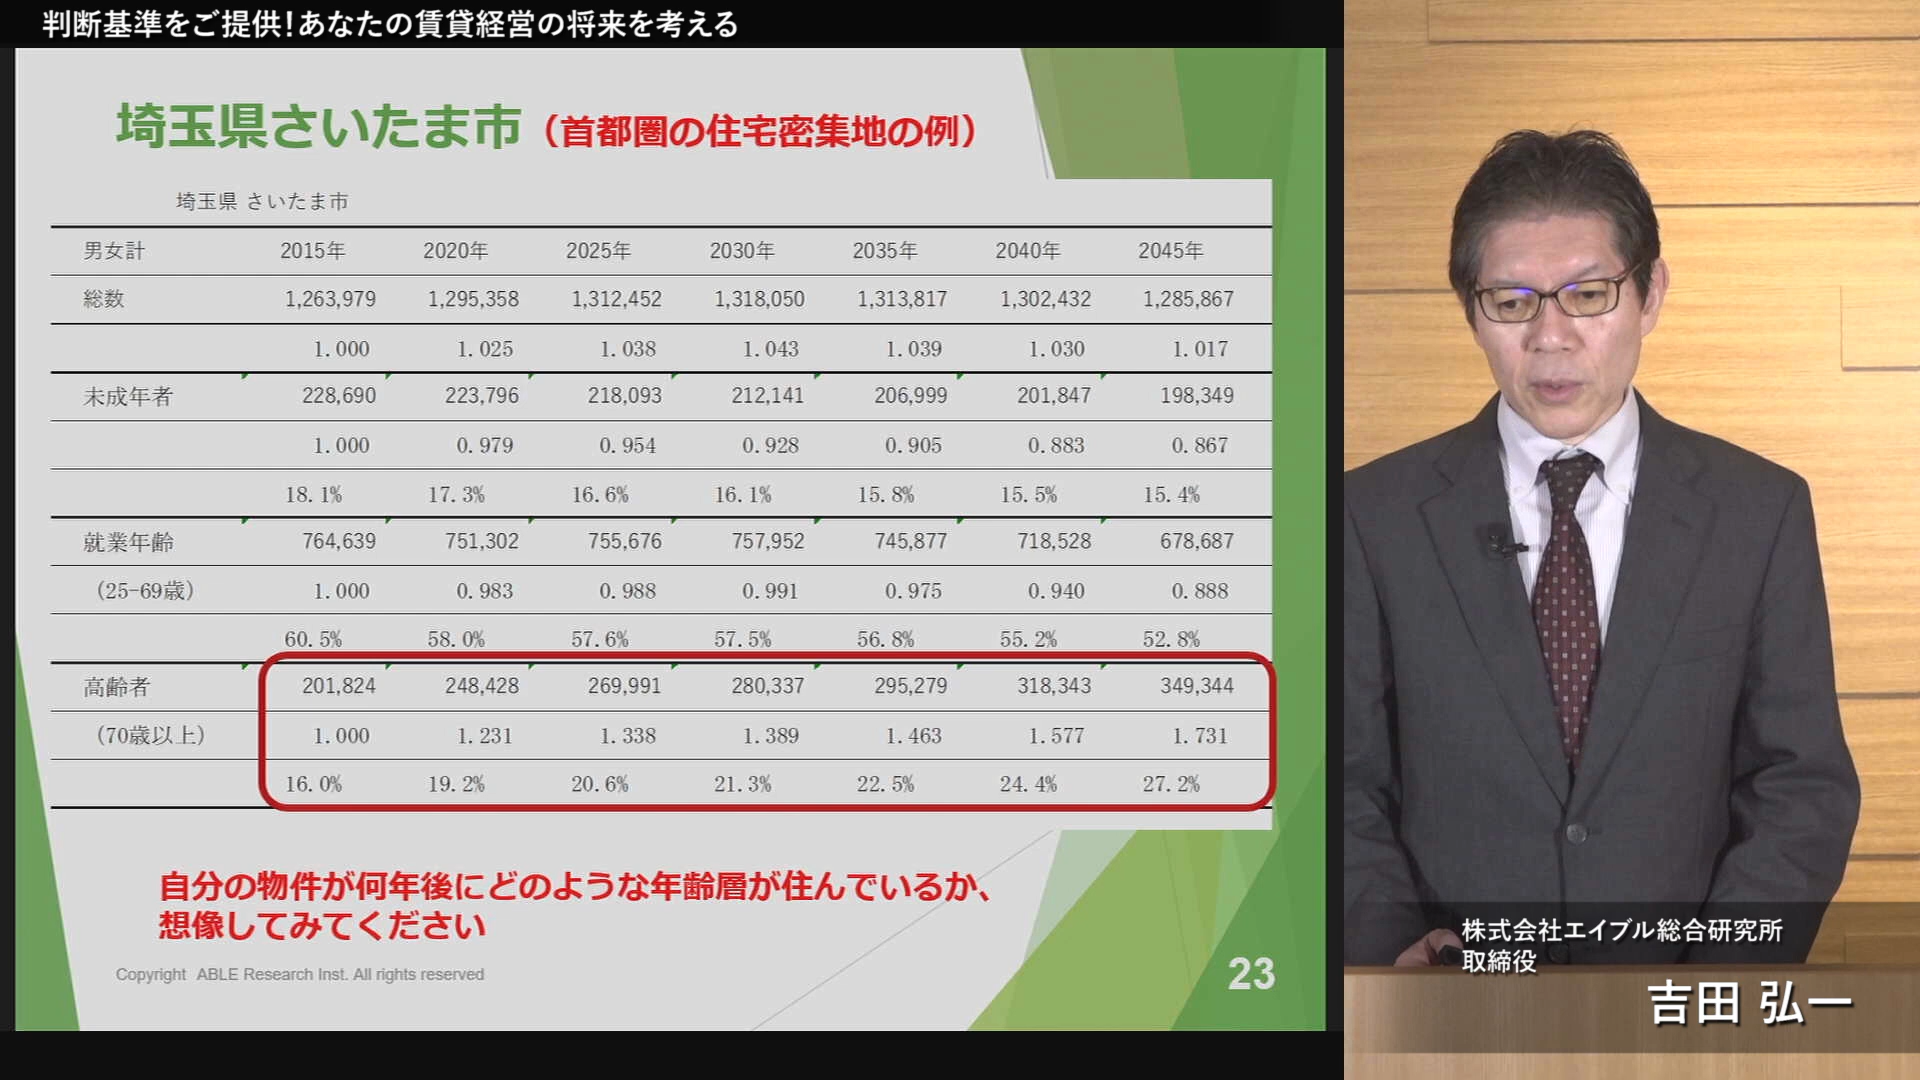 判断基準をご提供！あなたの賃貸経営の将来を考える
埼玉県さいたま市（首都圏の住宅密集地の例）
埼玉県 さいたま市
男女計 2015年 2020年 2025年 2030年 2035年 2040年 2045年
総数 1,263,979 1,295,358 1,312,452 1,318,050 1,313,817 1,302,432 1,285,867
1.000 1.025 1.038 1.043 1.039 1.030 1.017
未成年者 228,690 223,796 218,093 212,141 206,999 201,847 198,349
1.000 0.979 0.954 0.928 0.905 0.883 0.867
18.1% 17.3% 16.6% 16.1% 15.8% 15.5% 15.4%
就業年齢 764,639 751,302 755,676 757,952 745,877 718,528 678,687
（25-69歳） 1.000 0.983 0.988 0.991 0.975 0.940 0.888
60.5% 58.0% 57.6% 57.5% 56.8% 55.2% 52.8%
高齢者 201,824 248,428 269,991 280,337 295,279 318,343 349,344
（70歳以上） 1.000 1.231 1.338 1.389 1.463 1.577 1.731
16.0% 19.2% 20.6% 21.3% 22.5% 24.4% 27.2%
自分の物件が何年後にどのような年齢層が住んでいるか、
想像してみてください
Copyright ABLE Research Inst. All rights reserved
23
株式会社エイブル総合研究所
取締役
吉田 弘一